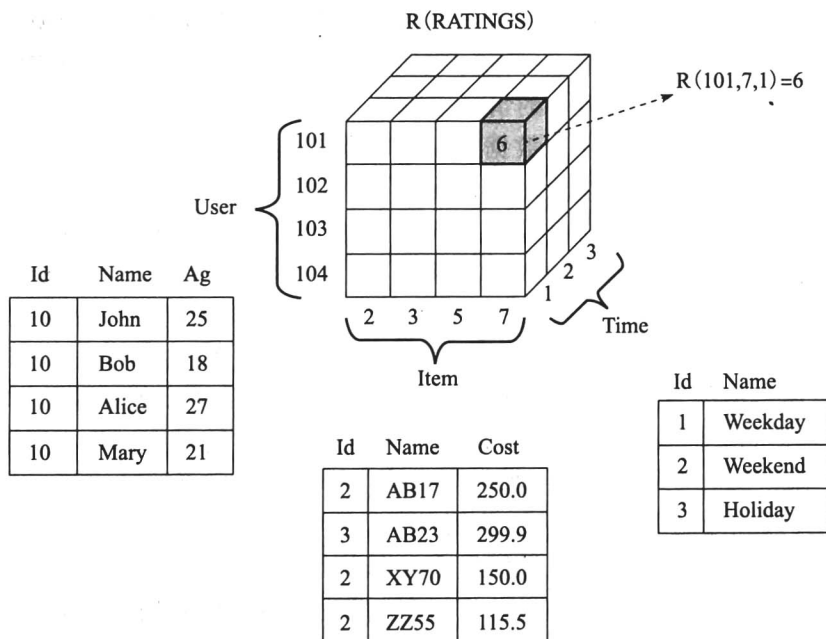 R(RATINGS)
R(101,7,1)=6
101
6
102
User
103
104
3
2
1
Time
2 3 5 7
Item
Id Name Ag
10 John 25
10 Bob 18
10 Alice 27
10 Mary 21
Id Name Cost
2 AB17 250.0
3 AB23 299.9
2 XY70 150.0
2 ZZ55 115.5
Id Name
1 Weekday
2 Weekend
3 Holiday